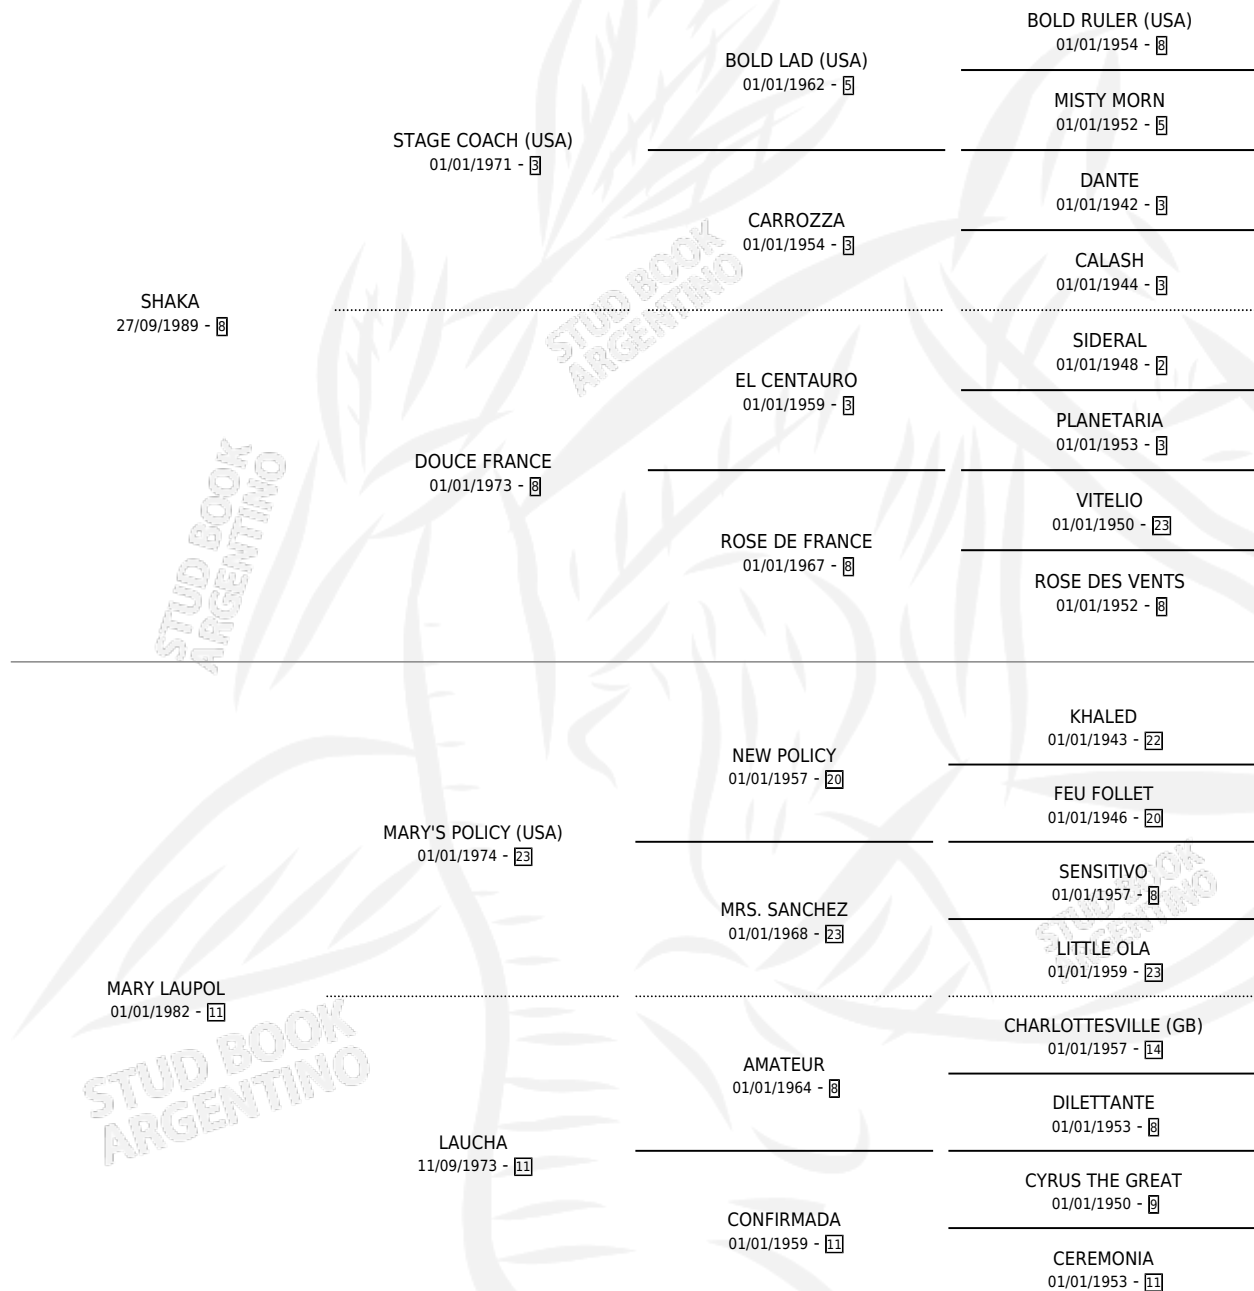 BOLD RULER (USA)
01/01/1954 - 8
BOLD LAD (USA)
01/01/1962 - 5
MISTY MORN
01/01/1952 - 5
STAGE COACH (USA)
01/01/1971 - 3
DANTE
01/01/1942 - 3
CARROZZA
01/01/1954 - 3
CALASH
01/01/1944 - 3
SHAKA
27/09/1989 - 8
SIDERAL
01/01/1948 - 2
EL CENTAURO
01/01/1959 - 3
PLANETARIA
01/01/1953 - 3
DOUCE FRANCE
01/01/1973 - 8
VITELIO
01/01/1950 - 23
ROSE DE FRANCE
01/01/1967 - 8
ROSE DES VENTS
01/01/1952 - 8
KHALED
01/01/1943 - 22
NEW POLICY
01/01/1957 - 20
FEU FOLLET
01/01/1946 - 20
MARY'S POLICY (USA)
01/01/1974 - 23
SENSITIVO
01/01/1957 - 8
MRS. SANCHEZ
01/01/1968 - 23
LITTLE OLA
01/01/1959 - 23
MARY LAUPOL
01/01/1982 - 11
CHARLOTTESVILLE (GB)
01/01/1957 - 14
AMATEUR
01/01/1964 - 8
DILETTANTE
01/01/1953 - 8
LAUCHA
11/09/1973 - 11
CYRUS THE GREAT
01/01/1950 - 9
CONFIRMADA
01/01/1959 - 11
CEREMONIA
01/01/1953 - 11
STUD BOOK
ARGENTINO
STUD BOOK
ARGENTINO
STUD BOOK
ARGENTINO
STUD BOOK
ARGENTINO